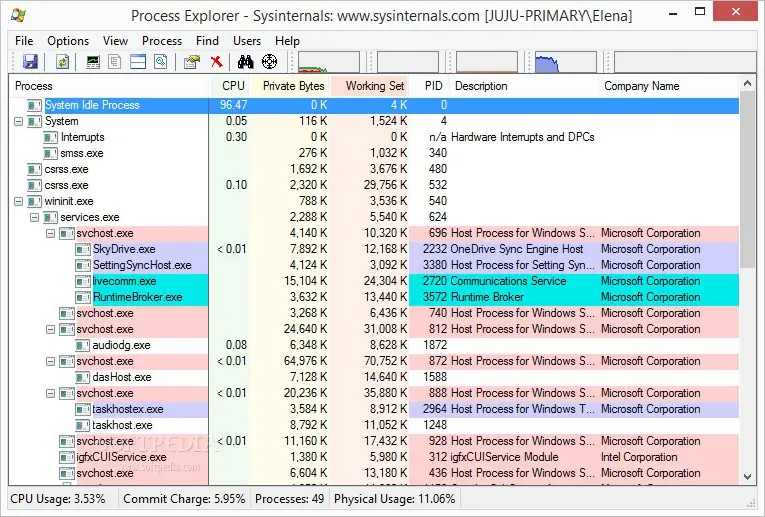 Process Explorer - Sysinternals: www.sysinternals.com [JUJU-PRIMARY\Elena]
File Options View Process Find Users Help
Process CPU Private Bytes Working Set PID Description Company Name
System Idle Process 96.47 0 K 4 K 0
System 0.05 116 K 1,524 K 4
Interrupts 0.30 0 K 0 K n/a Hardware Interrupts and DPCs
smss.exe 276 K 1,032 K 340
csrss.exe 1,692 K 3,676 K 480
csrss.exe 0.10 2,320 K 29,756 K 532
wininit.exe 788 K 3,536 K 540
services.exe 2,288 K 5,540 K 624
svchost.exe 4,140 K 10,320 K 696 Host Process for Windows S... Microsoft Corporation
SkyDrive.exe < 0.01 7,892 K 12,168 K 2232 OneDrive Sync Engine Host Microsoft Corporation
SettingSyncHost.exe 4,124 K 3,092 K 3380 Host Process for Setting Syn... Microsoft Corporation
livecomm.exe 15,104 K 24,304 K 2720 Communications Service Microsoft Corporation
RuntimeBroker.exe 3,632 K 13,440 K 3572 Runtime Broker Microsoft Corporation
svchost.exe 3,268 K 6,436 K 740 Host Process for Windows S... Microsoft Corporation
svchost.exe 24,640 K 31,008 K 812 Host Process for Windows S... Microsoft Corporation
audiodg.exe 0.08 6,348 K 8,628 K 1872
svchost.exe < 0.01 64,976 K 70,752 K 872 Host Process for Windows S... Microsoft Corporation
dasHost.exe 7,128 K 14,640 K 1588
svchost.exe < 0.01 20,236 K 35,880 K 888 Host Process for Windows S... Microsoft Corporation
taskhostex.exe 3,584 K 8,912 K 2964 Host Process for Windows T... Microsoft Corporation
taskhost.exe 8,792 K 11,052 K 1248
svchost.exe < 0.01 11,160 K 17,432 K 928 Host Process for Windows S... Microsoft Corporation
igfxCUIService.exe 1,380 K 5,980 K 312 igfxCUIService Module Intel Corporation
svchost.exe 6,604 K 13,180 K 436 Host Process for Windows S... Microsoft Corporation
SOFTPEDIA
www.softpedia.com
CPU Usage: 3.53% Commit Charge: 5.95% Processes: 49 Physical Usage: 11.06%